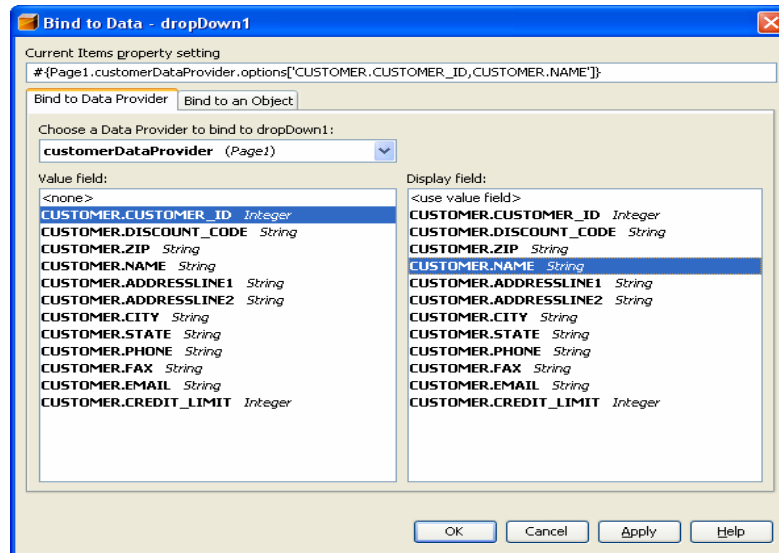 Bind to Data - dropDown1
Current Items property setting
#{Page1.customerDataProvider.options['CUSTOMER.CUSTOMER_ID,CUSTOMER.NAME']}
Bind to Data Provider Bind to an Object
Choose a Data Provider to bind to dropDown1:
customerDataProvider (Page1)
Value field:
<none>
CUSTOMER.CUSTOMER_ID Integer
CUSTOMER.DISCOUNT_CODE String
CUSTOMER.ZIP String
CUSTOMER.NAME String
CUSTOMER.ADDRESSLINE1 String
CUSTOMER.ADDRESSLINE2 String
CUSTOMER.CITY String
CUSTOMER.STATE String
CUSTOMER.PHONE String
CUSTOMER.FAX String
CUSTOMER.EMAIL String
CUSTOMER.CREDIT_LIMIT Integer
Display field:
<use value field>
CUSTOMER.CUSTOMER_ID Integer
CUSTOMER.DISCOUNT_CODE String
CUSTOMER.ZIP String
CUSTOMER.NAME String
CUSTOMER.ADDRESSLINE1 String
CUSTOMER.ADDRESSLINE2 String
CUSTOMER.CITY String
CUSTOMER.STATE String
CUSTOMER.PHONE String
CUSTOMER.FAX String
CUSTOMER.EMAIL String
CUSTOMER.CREDIT_LIMIT Integer
OK Cancel Apply Help